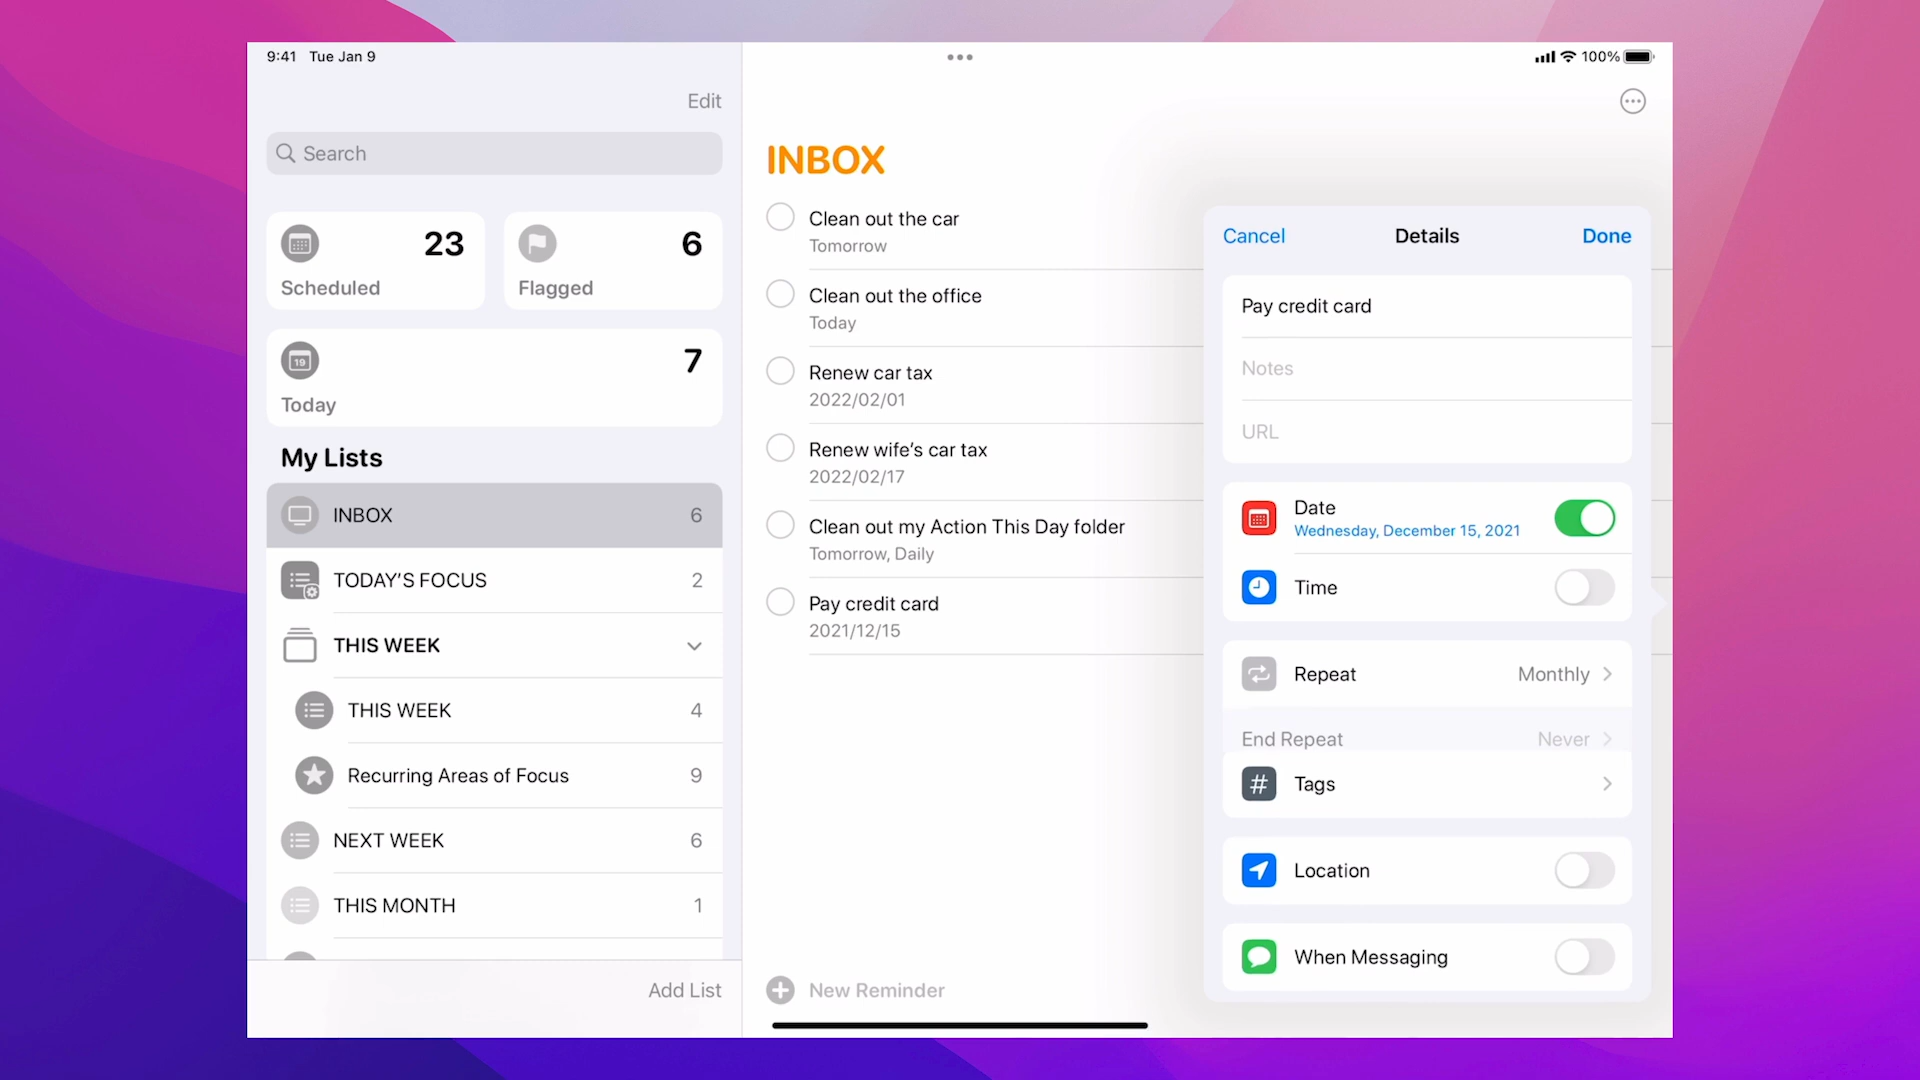 9:41 Tue Jan 9
100%
Edit
Search
23
Scheduled
6
Flagged
19
7
Today
My Lists
INBOX 6
TODAY'S FOCUS 2
THIS WEEK
THIS WEEK 4
Recurring Areas of Focus 9
NEXT WEEK 6
THIS MONTH 1
Add List
INBOX
Clean out the car
Tomorrow
Clean out the office
Today
Renew car tax
2022/02/01
Renew wife's car tax
2022/02/17
Clean out my Action This Day folder
Tomorrow, Daily
Pay credit card
2021/12/15
New Reminder
Cancel Details Done
Pay credit card
Notes
URL
Date
Wednesday, December 15, 2021
Time
Repeat Monthly
End Repeat Never
# Tags
Location
When Messaging